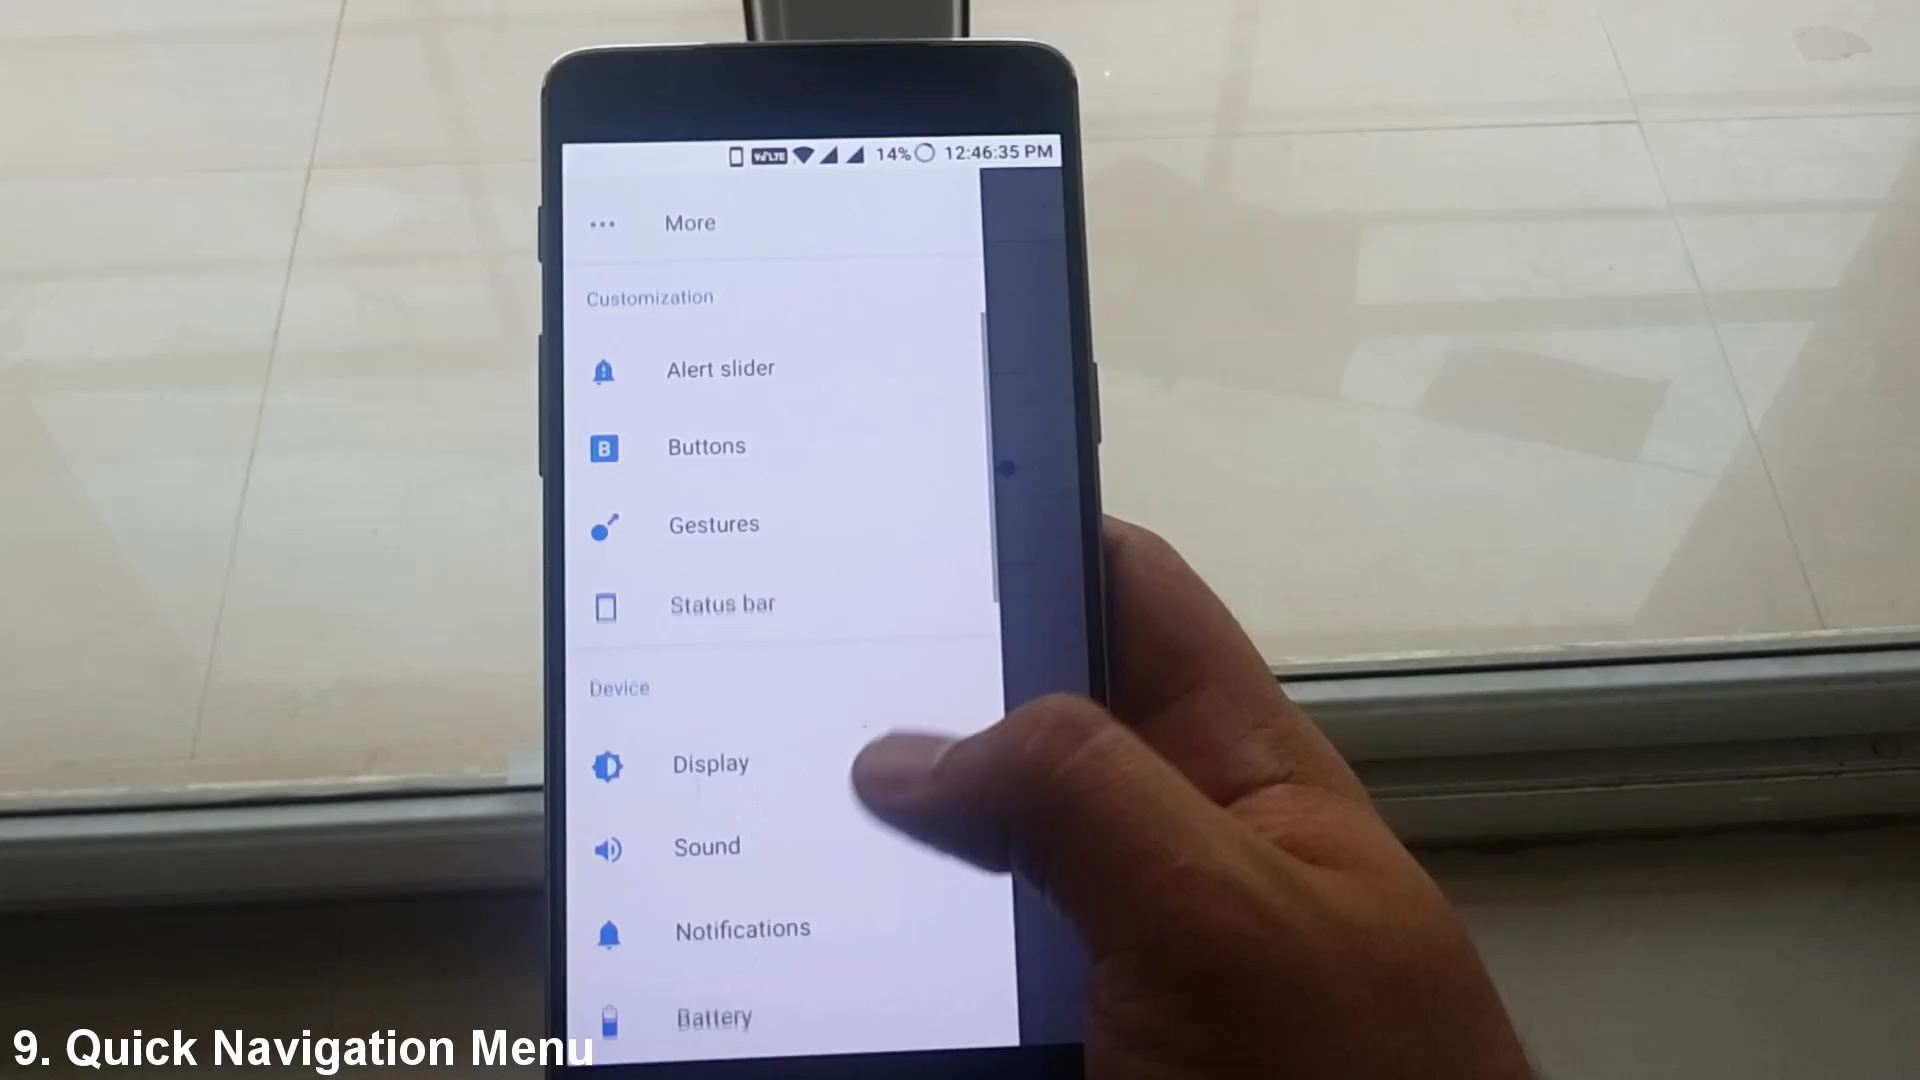 VoLTE 14% 12:46:35 PM
More
Customization
Alert slider
B Buttons
Gestures
Status bar
Device
Display
Sound
Notifications
Battery
9. Quick Navigation Menu